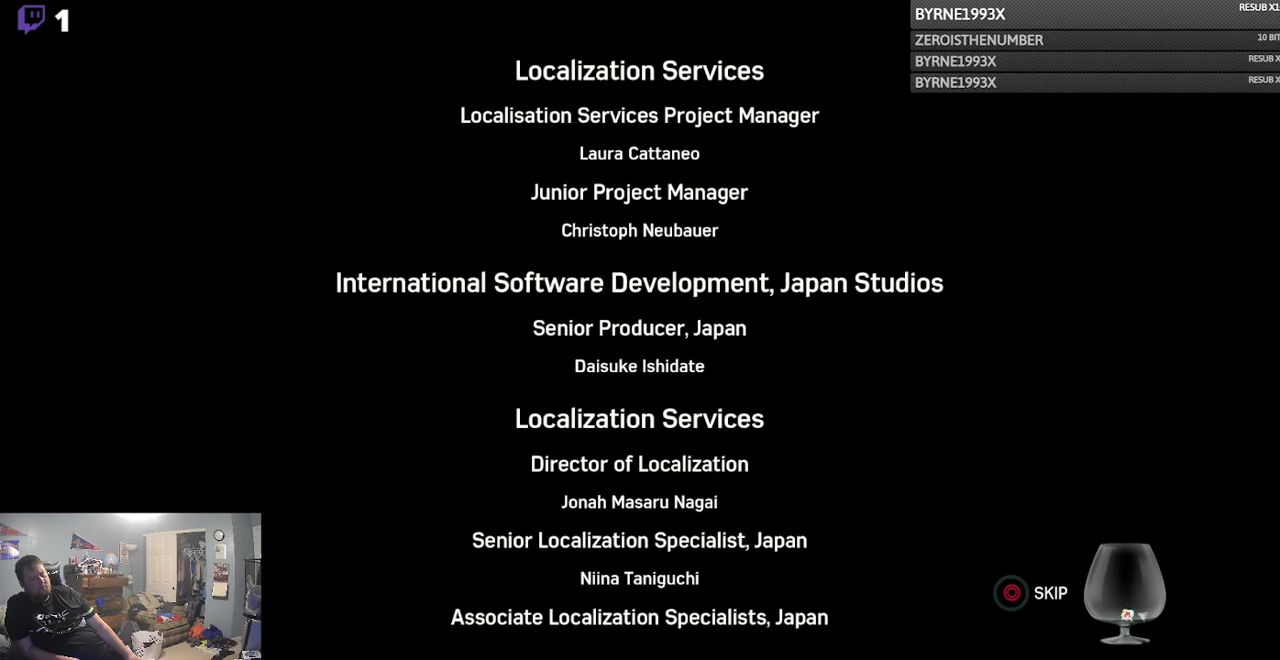 1
BYRNE1993X RESUB X1
ZEROISTHENUMBER 10 BIT
BYRNE1993X RESUB X
BYRNE1993X RESUB X
Localization Services
Localisation Services Project Manager
Laura Cattaneo
Junior Project Manager
Christoph Neubauer
International Software Development, Japan Studios
Senior Producer, Japan
Daisuke Ishidate
Localization Services
Director of Localization
Jonah Masaru Nagai
Senior Localization Specialist, Japan
Niina Taniguchi
SKIP
Associate Localization Specialists, Japan